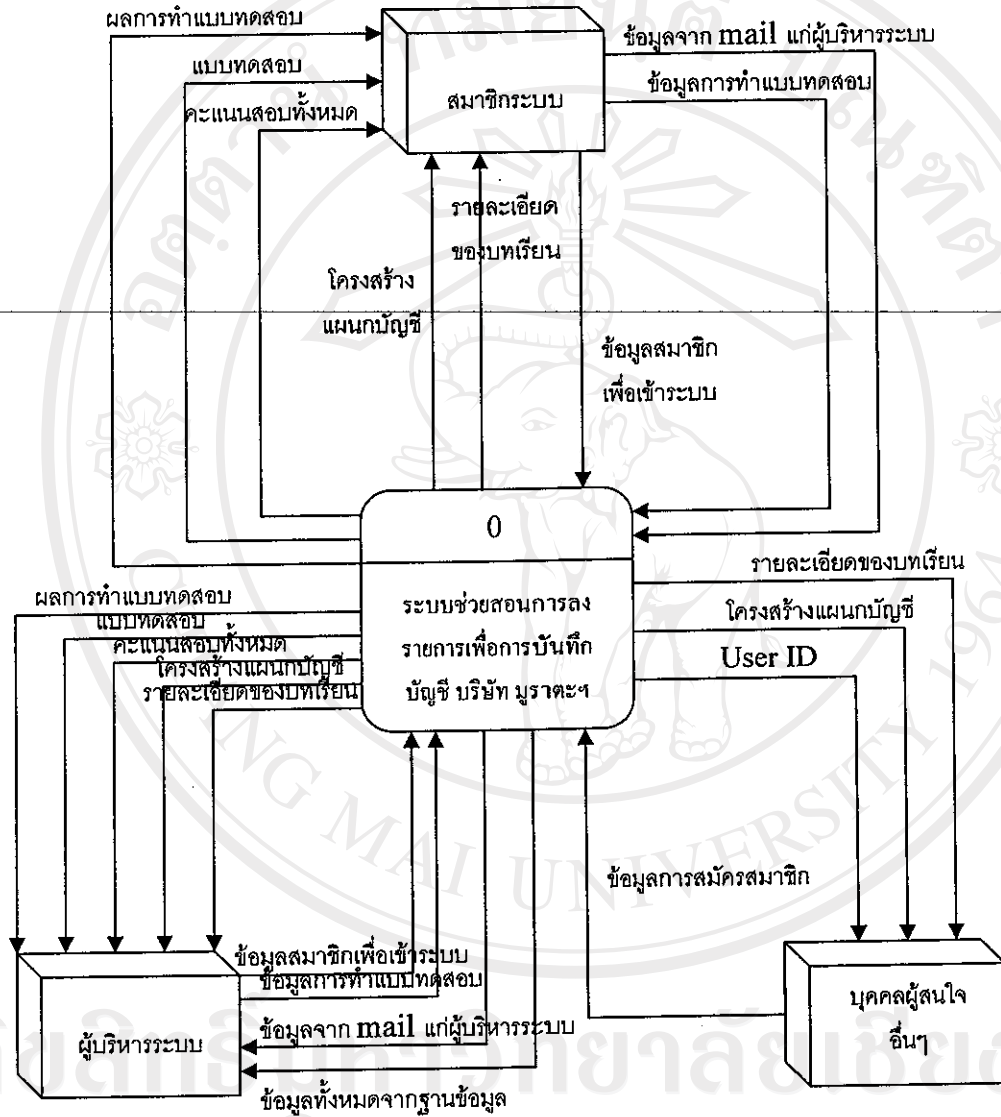 ผลการทำแบบทดสอบ
แบบทดสอบ
คะแนนสอบทั้งหมด
สมาชิกระบบ
ข้อมูลจาก mail แก่ผู้บริหารระบบ
ข้อมูลการทำแบบทดสอบ
รายละเอียด
ของบทเรียน
โครงสร้าง
แผนกบัญชี
ข้อมูลสมาชิก
เพื่อเข้าระบบ
0
ระบบช่วยสอนการลง
รายการเพื่อการบันทึก
บัญชี บริษัท มูราตะฯ
ผลการทำแบบทดสอบ
แบบทดสอบ
คะแนนสอบทั้งหมด
โครงสร้างแผนกบัญชี
รายละเอียดของบทเรียน
รายละเอียดของบทเรียน
โครงสร้างแผนกบัญชี
User ID
ข้อมูลการสมัครสมาชิก
ข้อมูลสมาชิกเพื่อเข้าระบบ
ข้อมูลการทำแบบทดสอบ
ข้อมูลจาก mail แก่ผู้บริหารระบบ
ข้อมูลทั้งหมดจากฐานข้อมูล
ผู้บริหารระบบ
บุคคลผู้สนใจ
อื่นๆ
NG MAI UNIVERSITY 1964